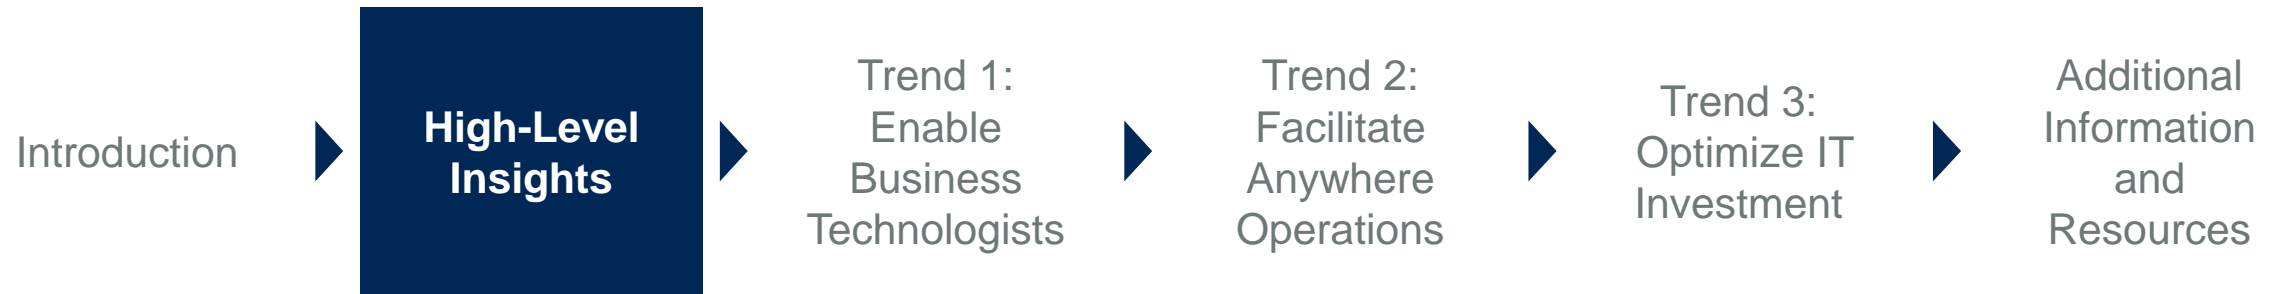 Introduction
High-Level
Insights
Trend 1:
Enable
Business
Technologists
Trend 2:
Facilitate
Anywhere
Operations
Trend 3:
Optimize IT
Investment
Additional
Information
and
Resources